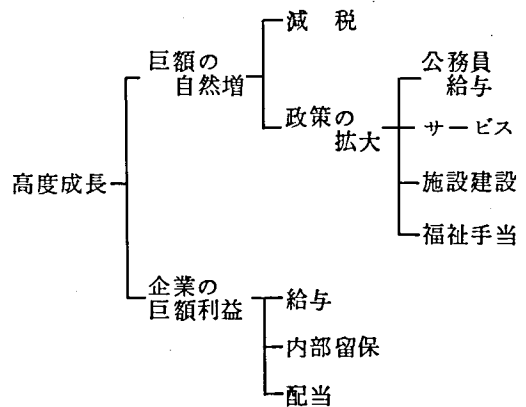 高度成長
巨額の
自然増
減税
政策の
拡大
公務員
給与
サービス
施設建設
福祉手当
企業の
巨額利益
給与
内部留保
配当